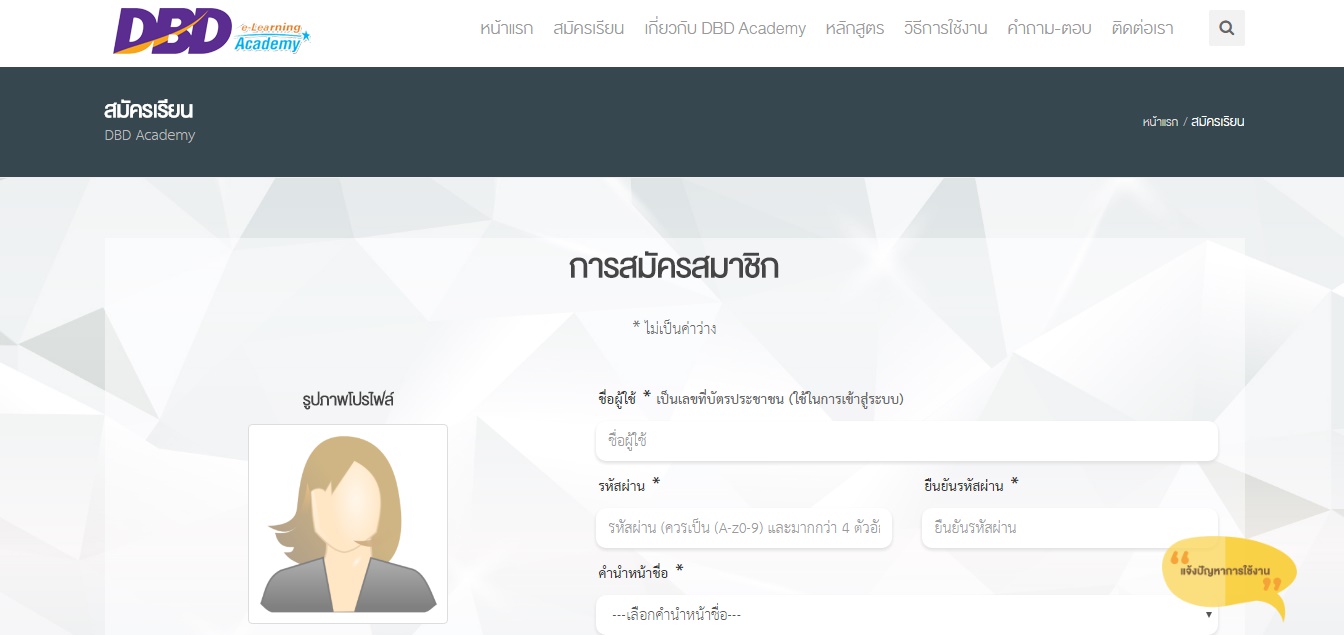 DBD e-Learning Academy
หน้าแรก สมัครเรียน เกี่ยวกับ DBD Academy หลักสูตร วิธีการใช้งาน คำถาม-ตอบ ติดต่อเรา
สมัครเรียน
DBD Academy
หน้าแรก / สมัครเรียน
การสมัครสมาชิก
* ไม่เป็นค่าว่าง
รูปภาพโปรไฟล์
ชื่อผู้ใช้ * เป็นเลขที่บัตรประชาชน (ใช้ในการเข้าสู่ระบบ)
ชื่อผู้ใช้
รหัสผ่าน * ยืนยันรหัสผ่าน *
รหัสผ่าน (ควรเป็น (A-z0-9) และมากกว่า 4 ตัวอั ยืนยันรหัสผ่าน
คำนำหน้าชื่อ *
---เลือกคำนำหน้าชื่อ---
แจ้งปัญหาการใช้งาน